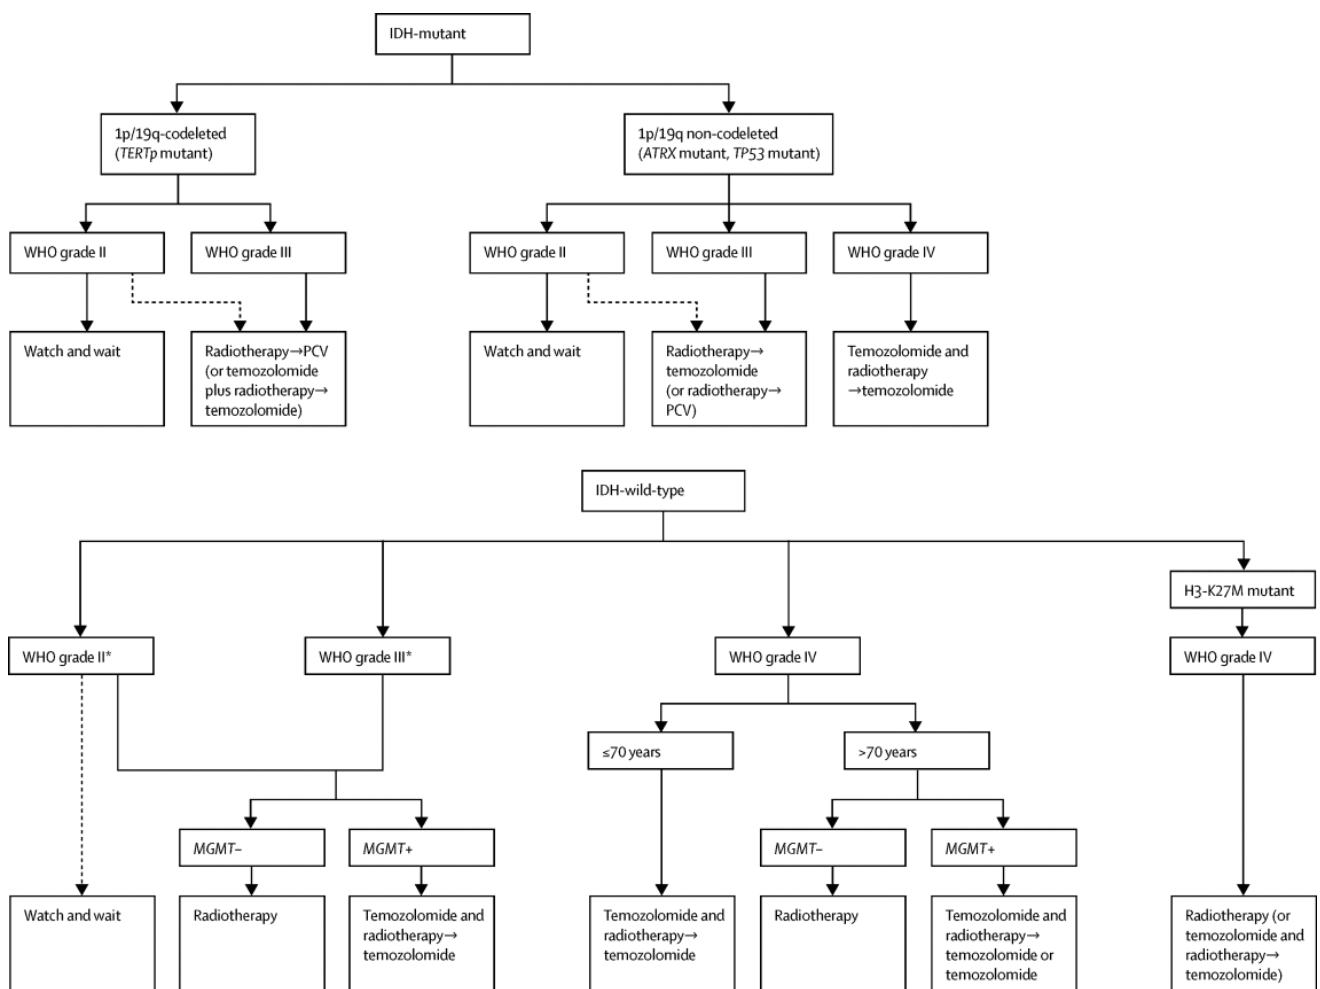 IDH-mutant
1p/19q-codeleted
(TERTp mutant)
1p/19q non-codeleted
(ATRX mutant, TP53 mutant)
WHO grade II
WHO grade III
WHO grade II
WHO grade III
WHO grade IV
Watch and wait
Radiotherapy→PCV
(or temozolomide
plus radiotherapy→
temozolomide)
Watch and wait
Radiotherapy→
temozolomide
(or radiotherapy→
PCV)
Temozolomide and
radiotherapy
→temozolomide
IDH-wild-type
H3-K27M mutant
WHO grade II*
WHO grade III*
WHO grade IV
WHO grade IV
≤70 years
>70 years
MGMT–
MGMT+
MGMT–
MGMT+
Watch and wait
Radiotherapy
Temozolomide and
radiotherapy→
temozolomide
Temozolomide and
radiotherapy→
temozolomide
Radiotherapy
Temozolomide and
radiotherapy→
temozolomide or
temozolomide
Radiotherapy (or
temozolomide and
radiotherapy→
temozolomide)